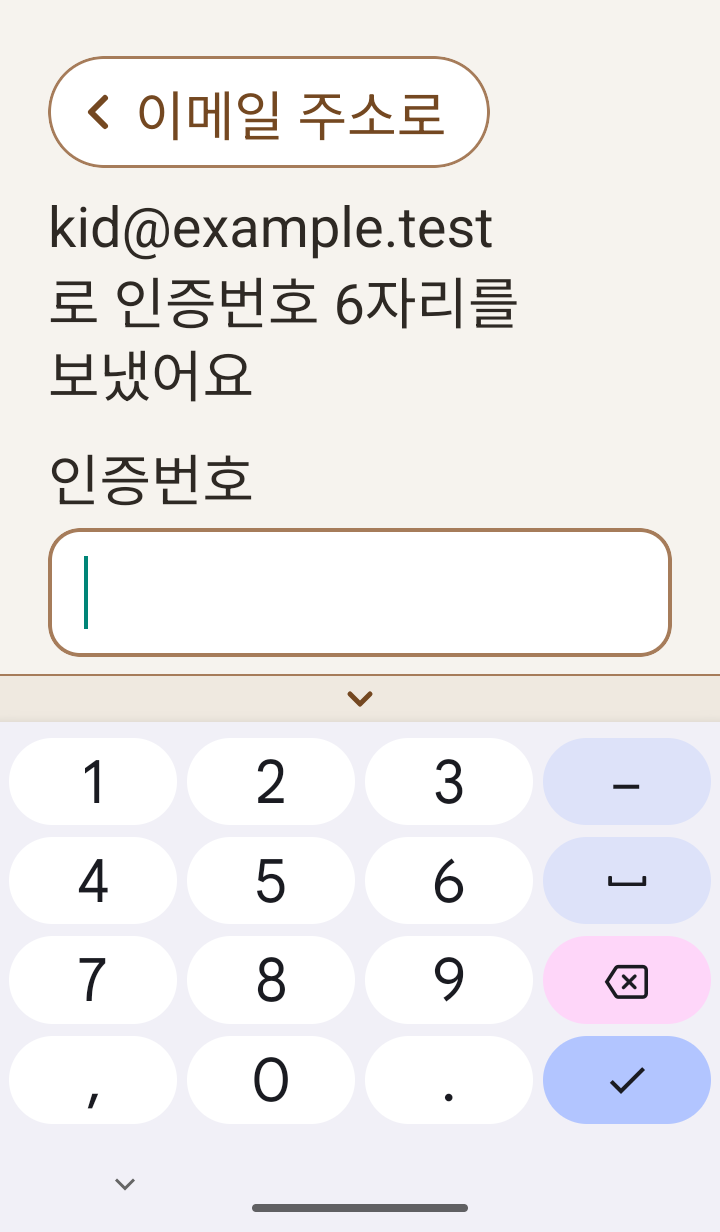 이메일 주소로
kid@example.test
로 인증번호 6자리를
보냈어요
인증번호
1 2 3 –
4 5 6
7 8 9
, 0 .